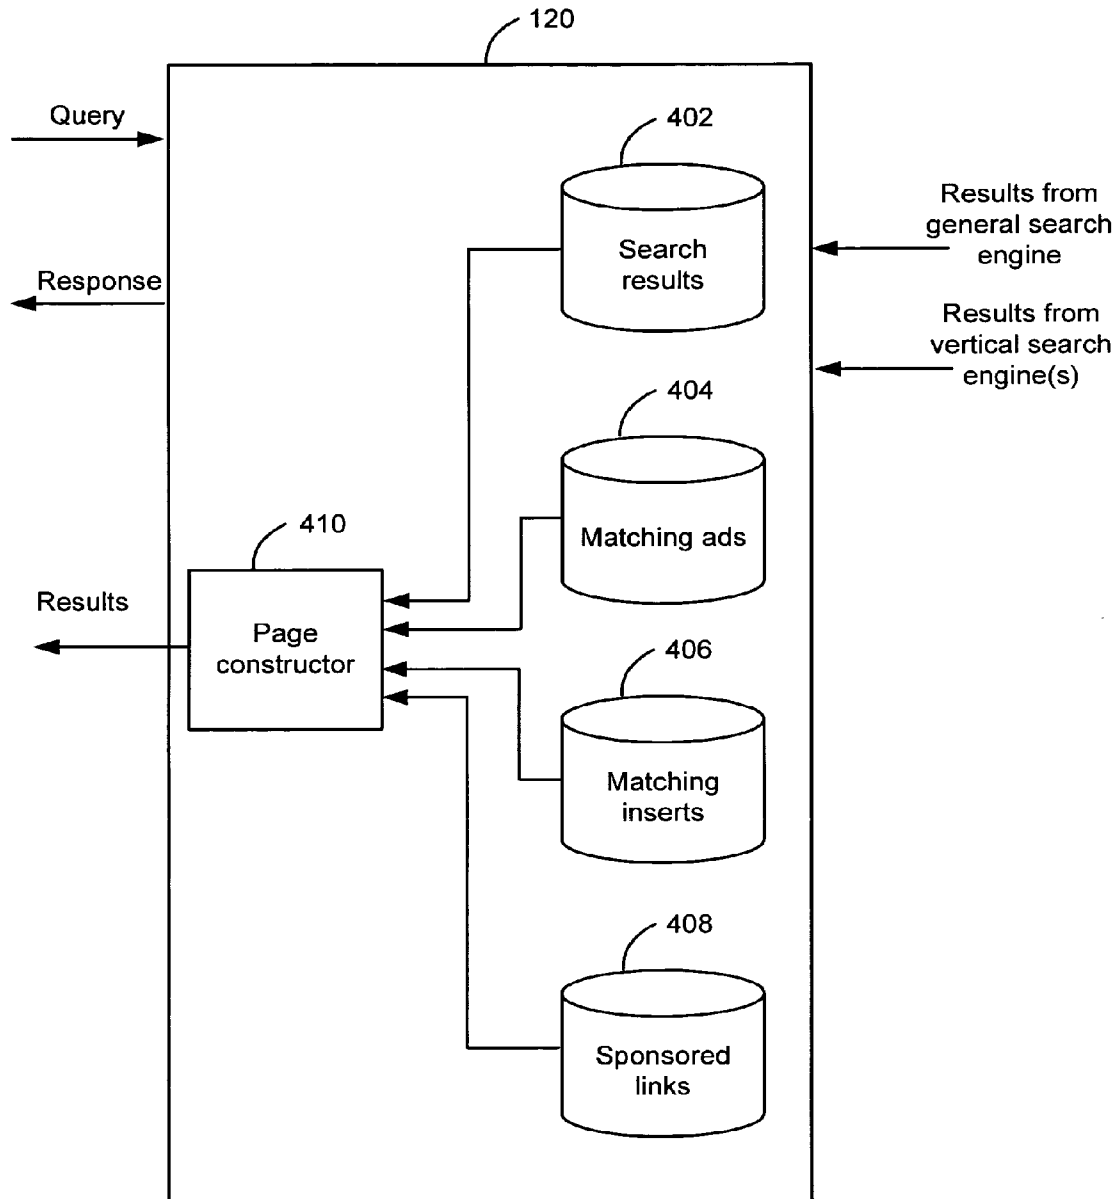 120
Query
402
Results from
general search
engine
Search
results
Response
Results from
vertical search
engine(s)
404
Matching ads
410
Results
Page
constructor
406
Matching
inserts
408
Sponsored
links